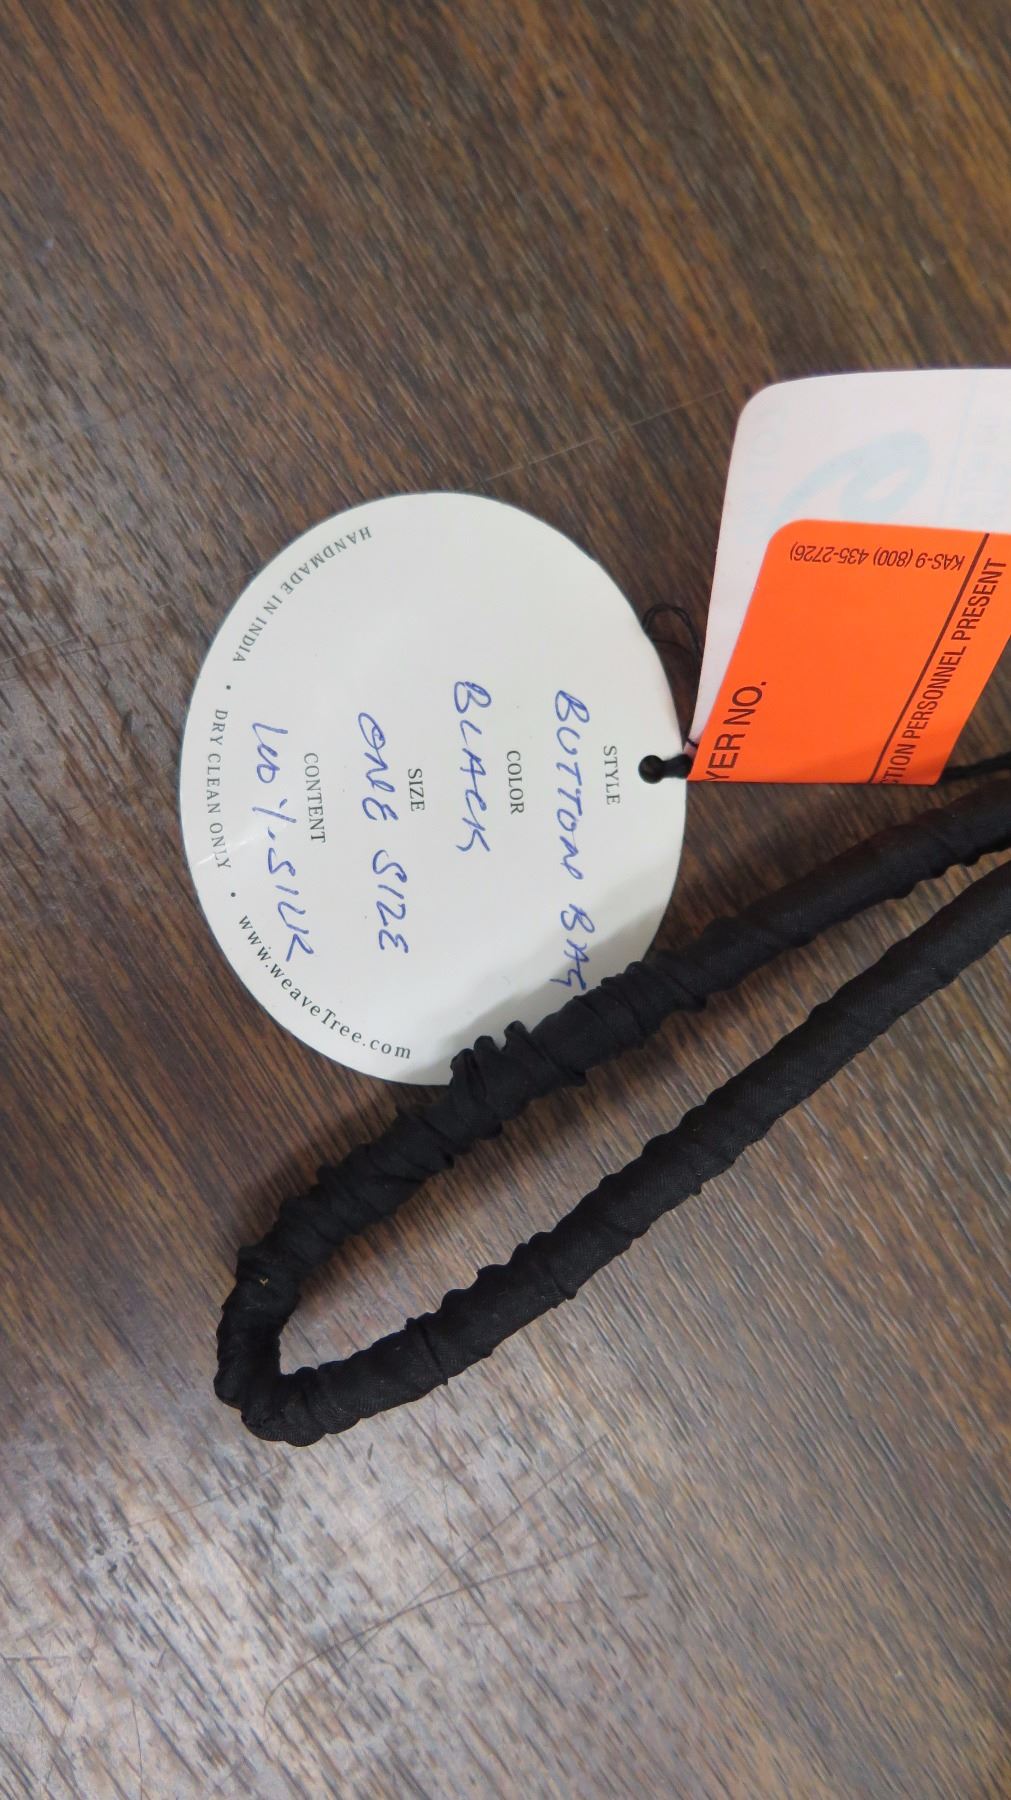 STYLE
BUTTON BAG
COLOR
BLACK
SIZE
ONE SIZE
CONTENT
100%.SILK
HANDMADE IN INDIA • DRY CLEAN ONLY • www.weaveTree.com
YER NO.
CTION PERSONNEL PRESENT
KAS-9 (800) 435-2726)